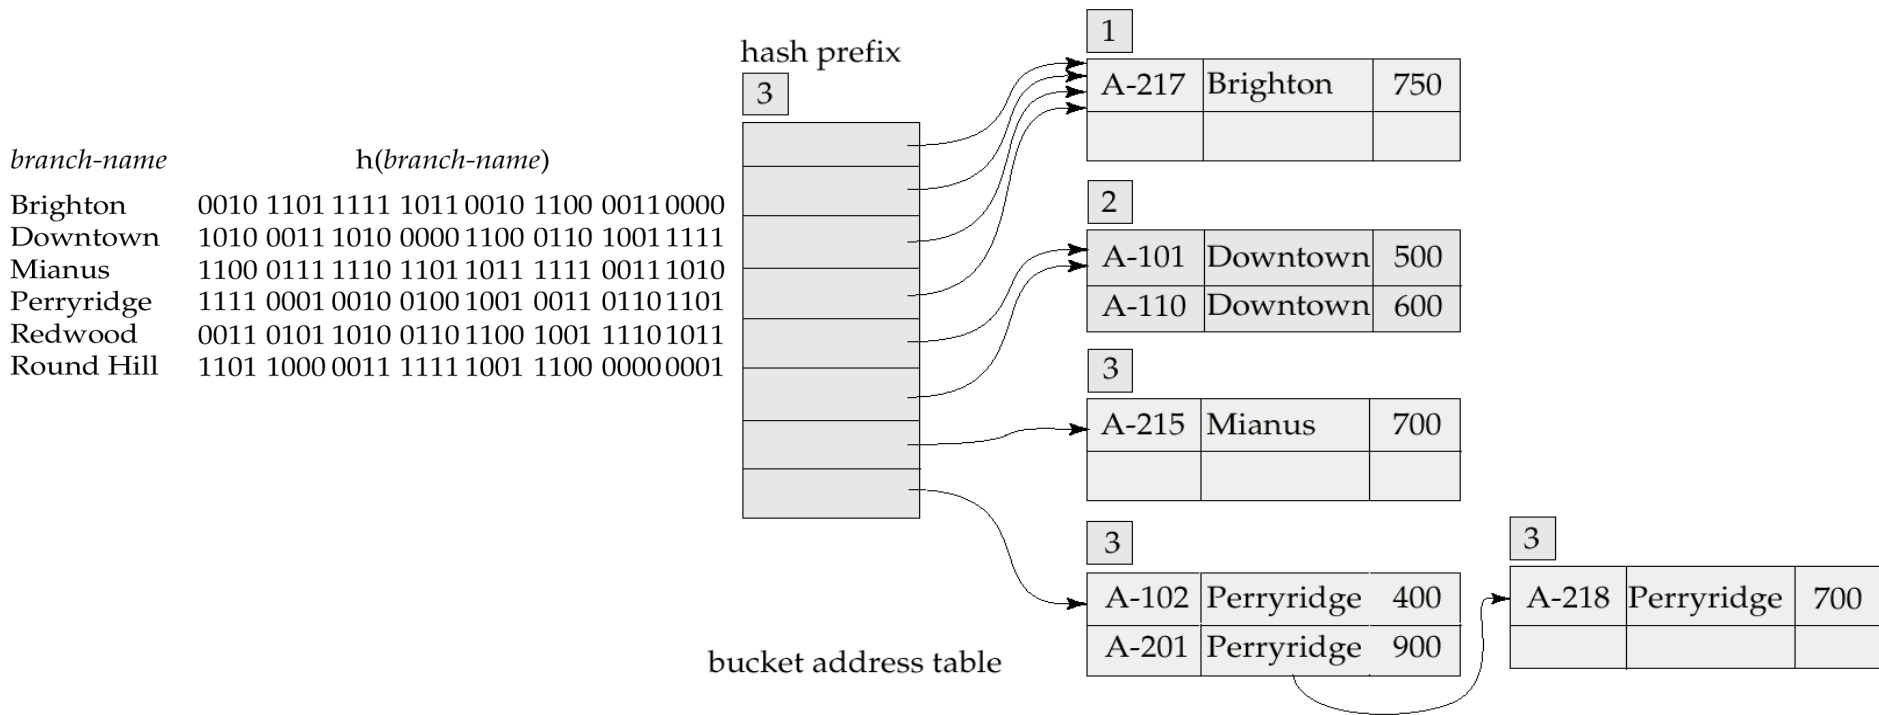 hash prefix
3
branch-name h(branch-name)
Brighton 0010 1101 1111 1011 0010 1100 0011 0000
Downtown 1010 0011 1010 0000 1100 0110 1001 1111
Mianus 1100 0111 1110 1101 1011 1111 0011 1010
Perryridge 1111 0001 0010 0100 1001 0011 0110 1101
Redwood 0011 0101 1010 0110 1100 1001 1110 1011
Round Hill 1101 1000 0011 1111 1001 1100 0000 0001
bucket address table
1
A-217 Brighton 750
2
A-101 Downtown 500
A-110 Downtown 600
3
A-215 Mianus 700
3
A-102 Perryridge 400
A-201 Perryridge 900
3
A-218 Perryridge 700